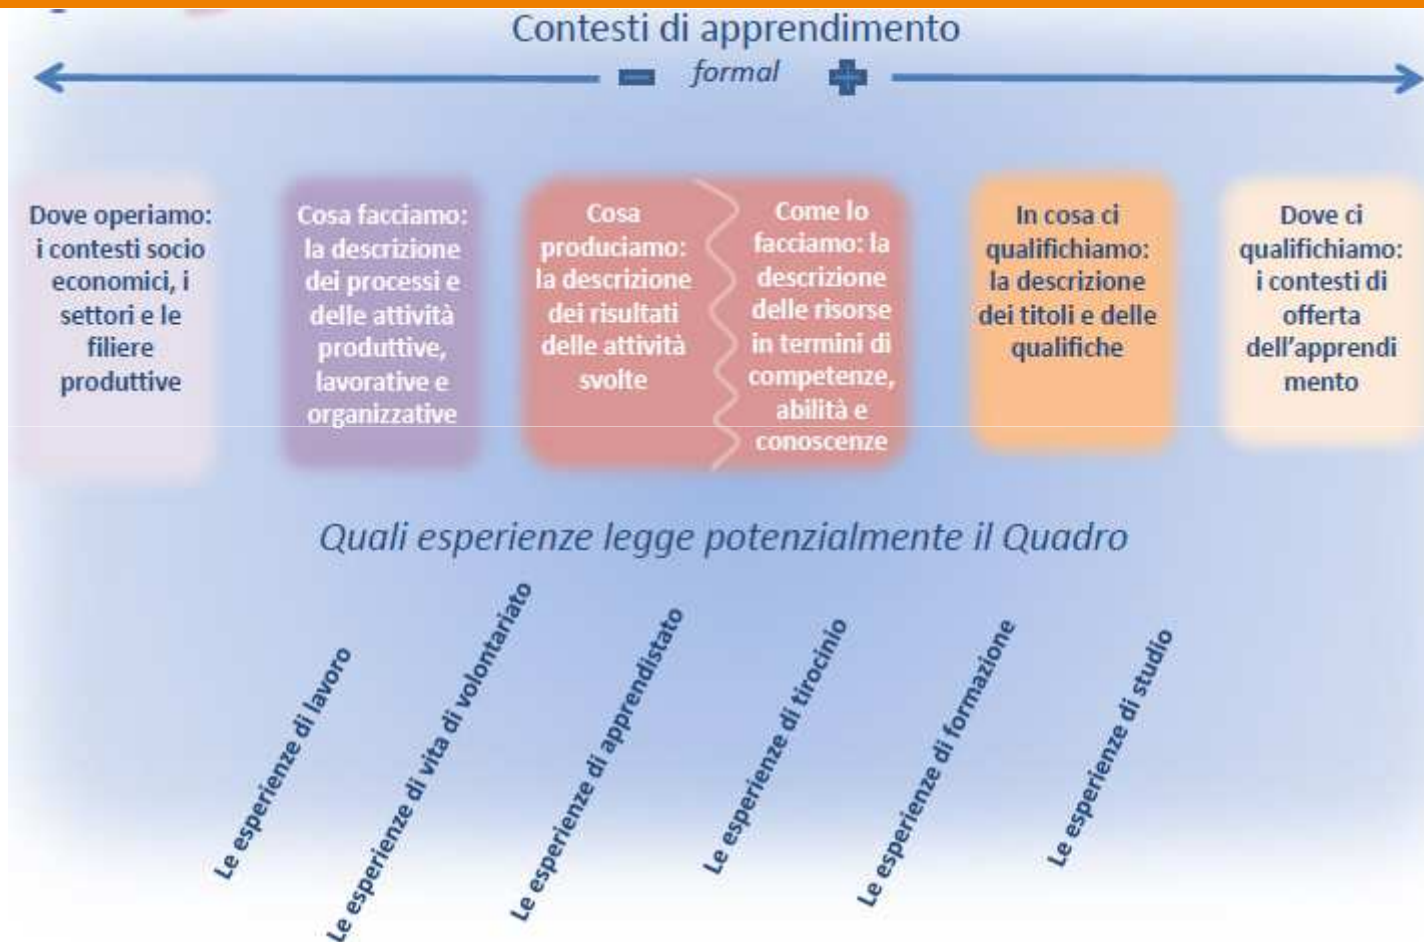 Contesti di apprendimento
formal
Dove operiamo:
i contesti socio
economici, i
settori e le
filiere
produttive
Cosa facciamo:
la descrizione
dei processi e
delle attività
produttive,
lavorative e
organizzative
Cosa
produciamo:
la descrizione
dei risultati
delle attività
svolte
Come lo
facciamo: la
descrizione
delle risorse
in termini di
competenze,
abilità e
conoscenze
In cosa ci
qualifichiamo:
la descrizione
dei titoli e delle
qualifiche
Dove ci
qualifichiamo:
i contesti di
offerta
dell'apprendi
mento
Quali esperienze legge potenzialmente il Quadro
Le esperienze di lavoro
Le esperienze di vita di volontariato
Le esperienze di apprendistato
Le esperienze di tirocinio
Le esperienze di formazione
Le esperienze di studio